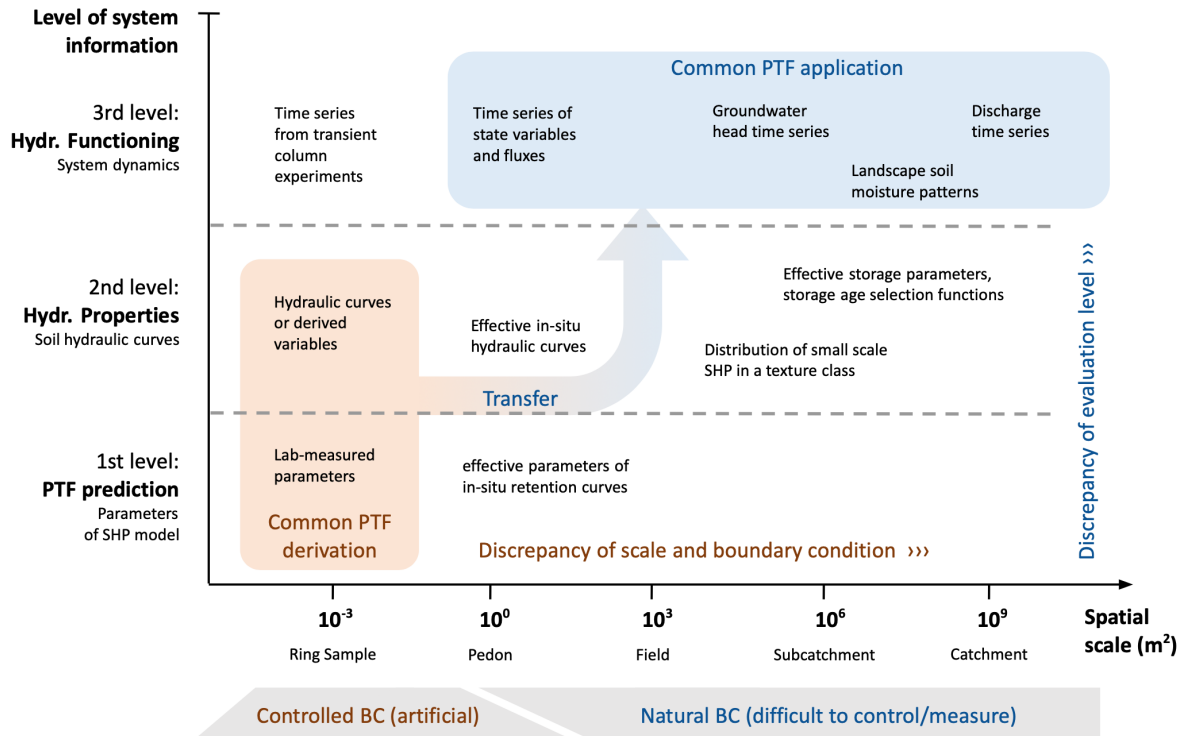 Level of system
information
Common PTF application
3rd level:
Hydr. Functioning
System dynamics
Time series
from transient
column
experiments
Time series of
state variables
and fluxes
Groundwater
head time series
Discharge
time series
Landscape soil
moisture patterns
2nd level:
Hydr. Properties
Soil hydraulic curves
Hydraulic curves
or derived
variables
Effective in-situ
hydraulic curves
Effective storage parameters,
storage age selection functions
Distribution of small scale
SHP in a texture class
Transfer
Discrepancy of evaluation level ›››
1st level:
PTF prediction
Parameters
of SHP model
Lab-measured
parameters
effective parameters of
in-situ retention curves
Common PTF
derivation
Discrepancy of scale and boundary condition ›››
10⁻³
10⁰
10³
10⁶
10⁹
Spatial
scale (m²)
Ring Sample
Pedon
Field
Subcatchment
Catchment
Controlled BC (artificial)
Natural BC (difficult to control/measure)